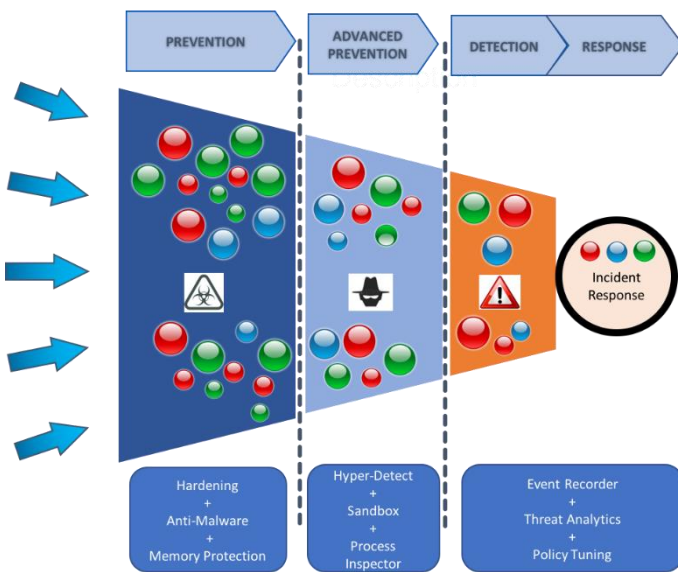 PREVENTION
ADVANCED
PREVENTION
DETECTION
RESPONSE
Description
Incident
Response
Hardening
+
Anti-Malware
+
Memory Protection
Hyper-Detect
+
Sandbox
+
Process
Inspector
Event Recorder
+
Threat Analytics
+
Policy Tuning